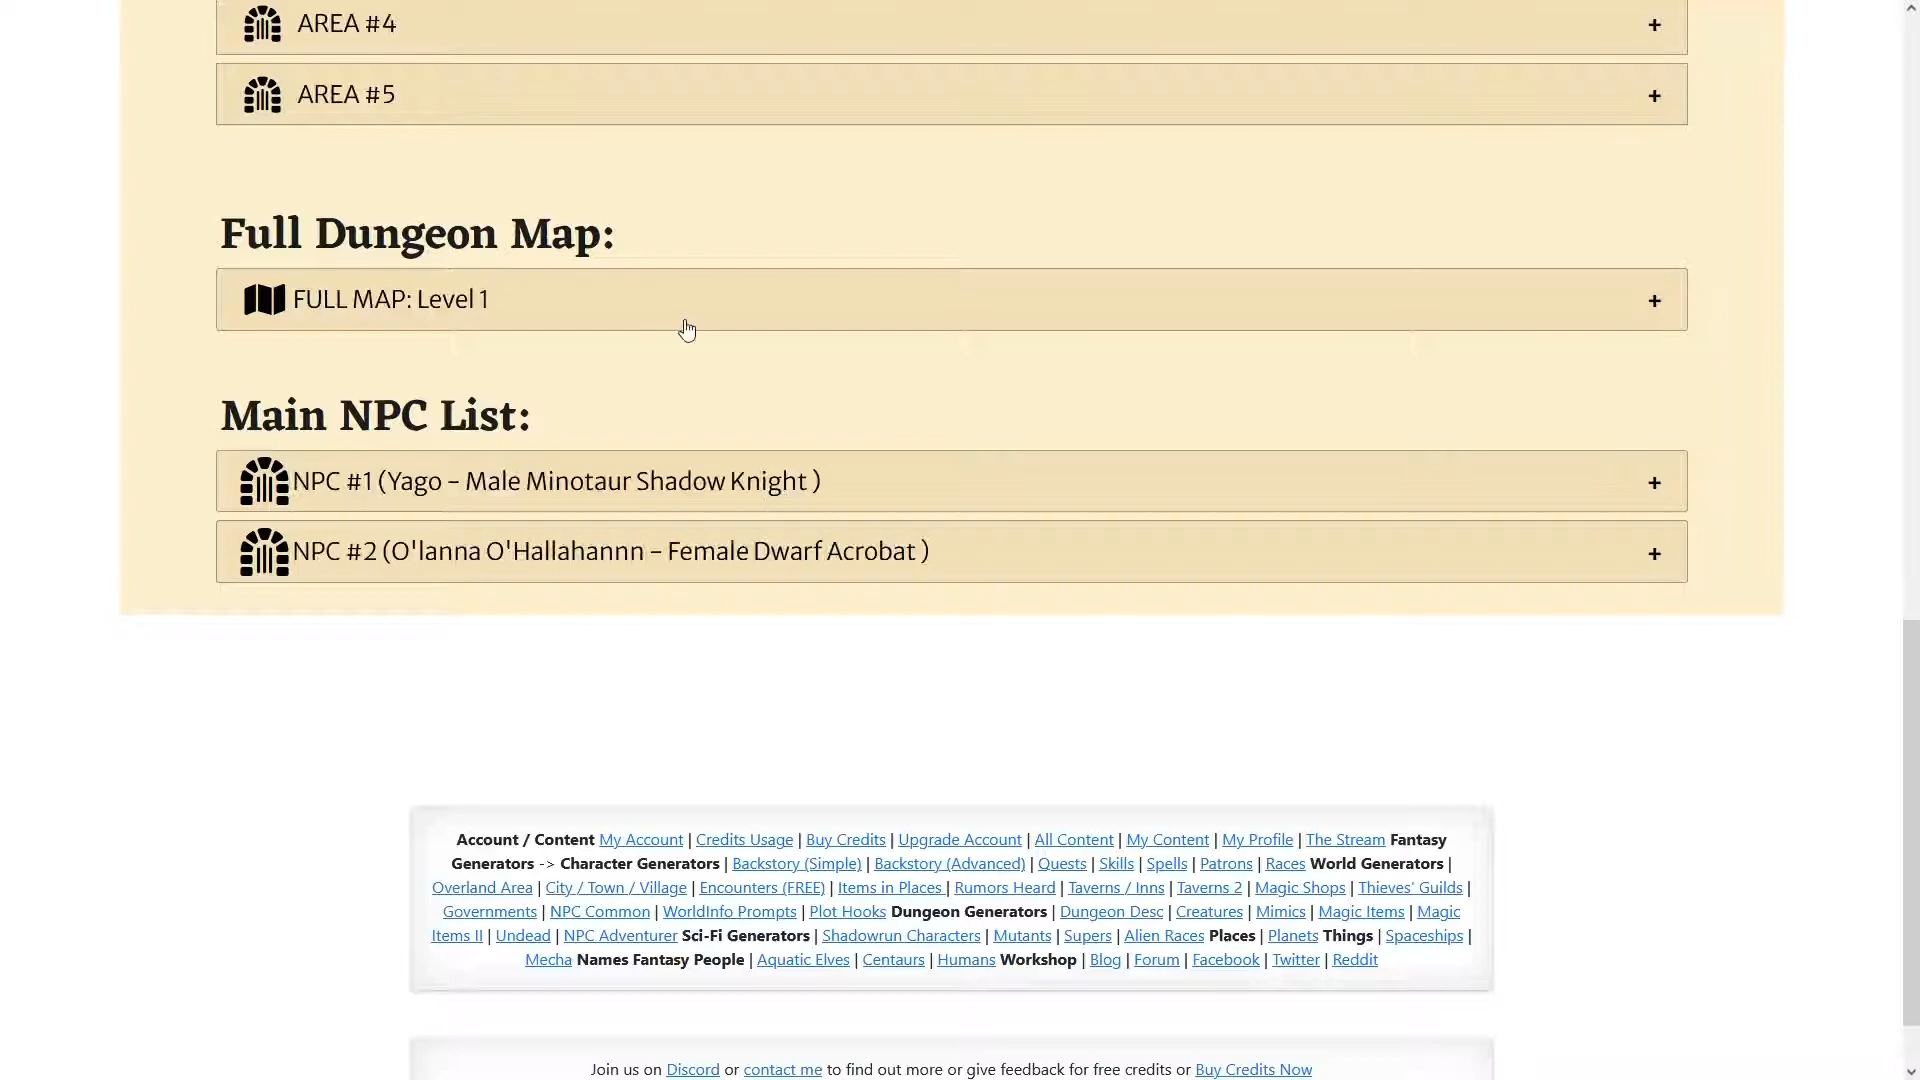 AREA #4
+
AREA #5
+
Full Dungeon Map:
FULL MAP: Level 1
+
Main NPC List:
NPC #1 (Yago - Male Minotaur Shadow Knight )
+
NPC #2 (O'lanna O'Hallahannn - Female Dwarf Acrobat )
+
Account / Content My Account | Credits Usage | Buy Credits | Upgrade Account | All Content | My Content | My Profile | The Stream Fantasy
Generators -> Character Generators | Backstory (Simple) | Backstory (Advanced) | Quests | Skills | Spells | Patrons | Races World Generators |
Overland Area | City / Town / Village | Encounters (FREE) | Items in Places | Rumors Heard | Taverns / Inns | Taverns 2 | Magic Shops | Thieves' Guilds |
Governments | NPC Common | WorldInfo Prompts | Plot Hooks Dungeon Generators | Dungeon Desc | Creatures | Mimics | Magic Items | Magic
Items II | Undead | NPC Adventurer Sci-Fi Generators | Shadowrun Characters | Mutants | Supers | Alien Races Places | Planets Things | Spaceships |
Mecha Names Fantasy People | Aquatic Elves | Centaurs | Humans Workshop | Blog | Forum | Facebook | Twitter | Reddit
Join us on Discord or contact me to find out more or give feedback for free credits or Buy Credits Now